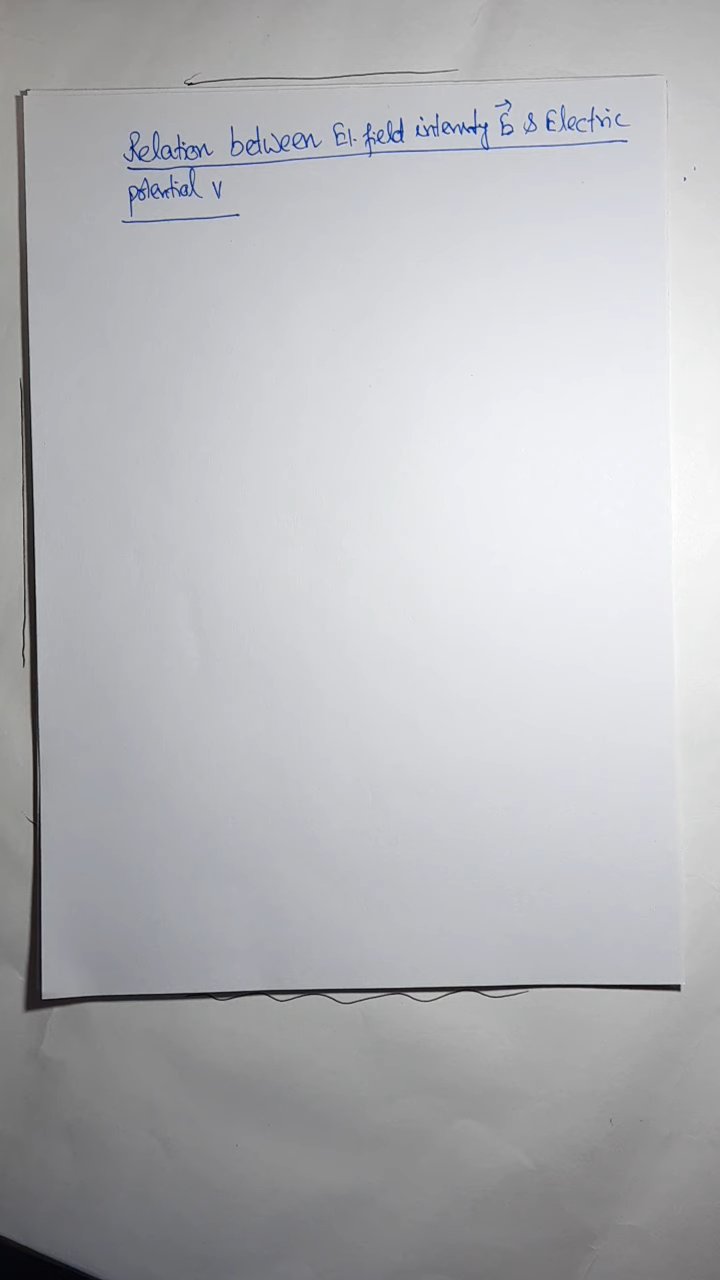 Relation between El. field intensity E⃗ & Electric
potential V